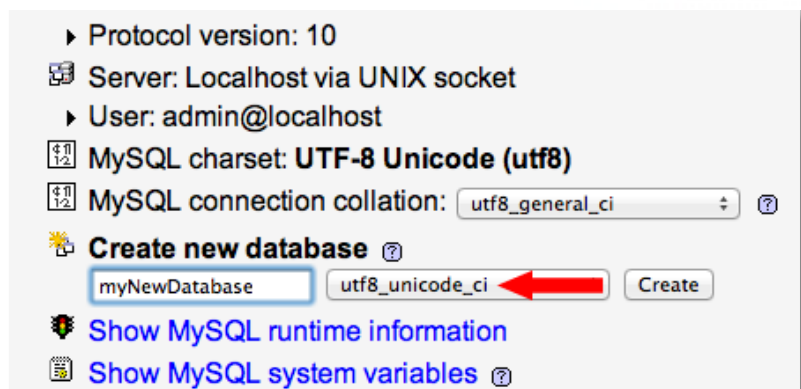 Protocol version: 10
Server: Localhost via UNIX socket
User: admin@localhost
MySQL charset: UTF-8 Unicode (utf8)
MySQL connection collation: utf8_general_ci
Create new database
myNewDatabase utf8_unicode_ci Create
Show MySQL runtime information
Show MySQL system variables